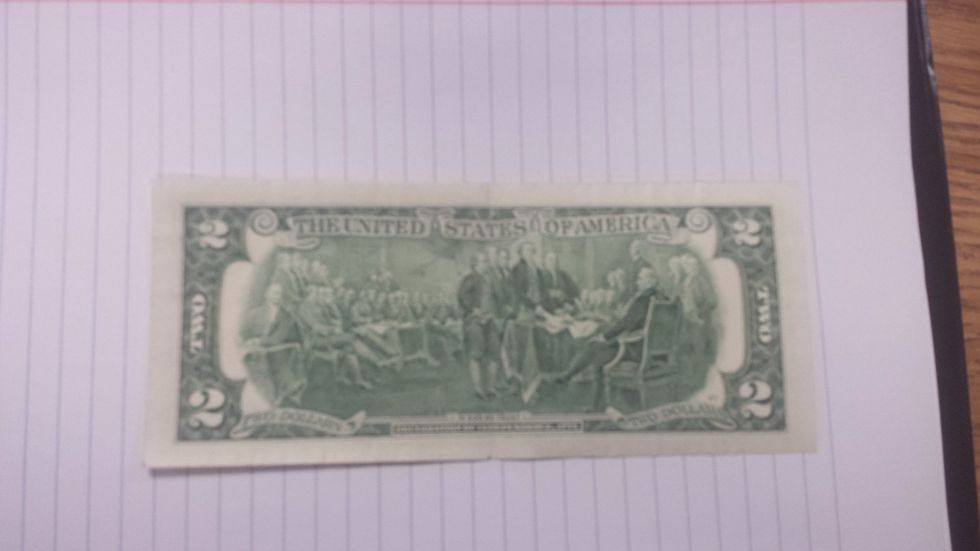 2 THE UNITED STATES OF AMERICA 2
TWO TWO
2 TWO DOLLARS TWO DOLLARS 2